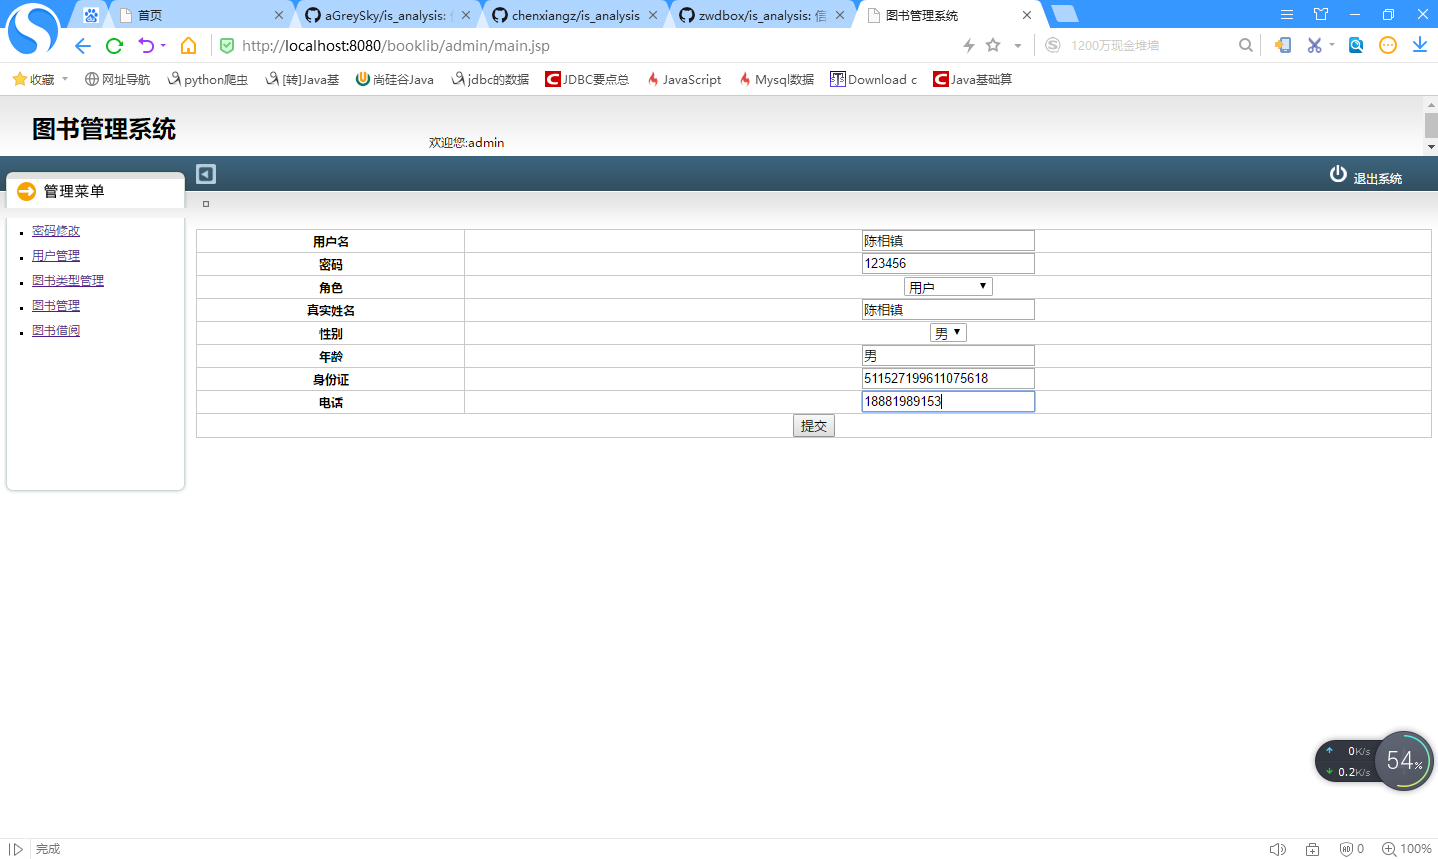 首页
aGreySky/is_analysis: 
chenxiangz/is_analysis
zwdbox/is_analysis: 信
图书管理系统
http://localhost:8080/booklib/admin/main.jsp
1200万现金堆墙
收藏 网址导航 python爬虫 [转]Java基 尚硅谷Java jdbc的数据 JDBC要点总 JavaScript Mysql数据 Download c Java基础算
图书管理系统
欢迎您:admin
退出系统
管理菜单
密码修改
用户管理
图书类型管理
图书管理
图书借阅
用户名 陈相镇
密码 123456
角色 用户
真实姓名 陈相镇
性别 男
年龄 男
身份证 511527199611075618
电话 18881989153
提交
0K/s
0.2K/s
54%
完成
0
100%